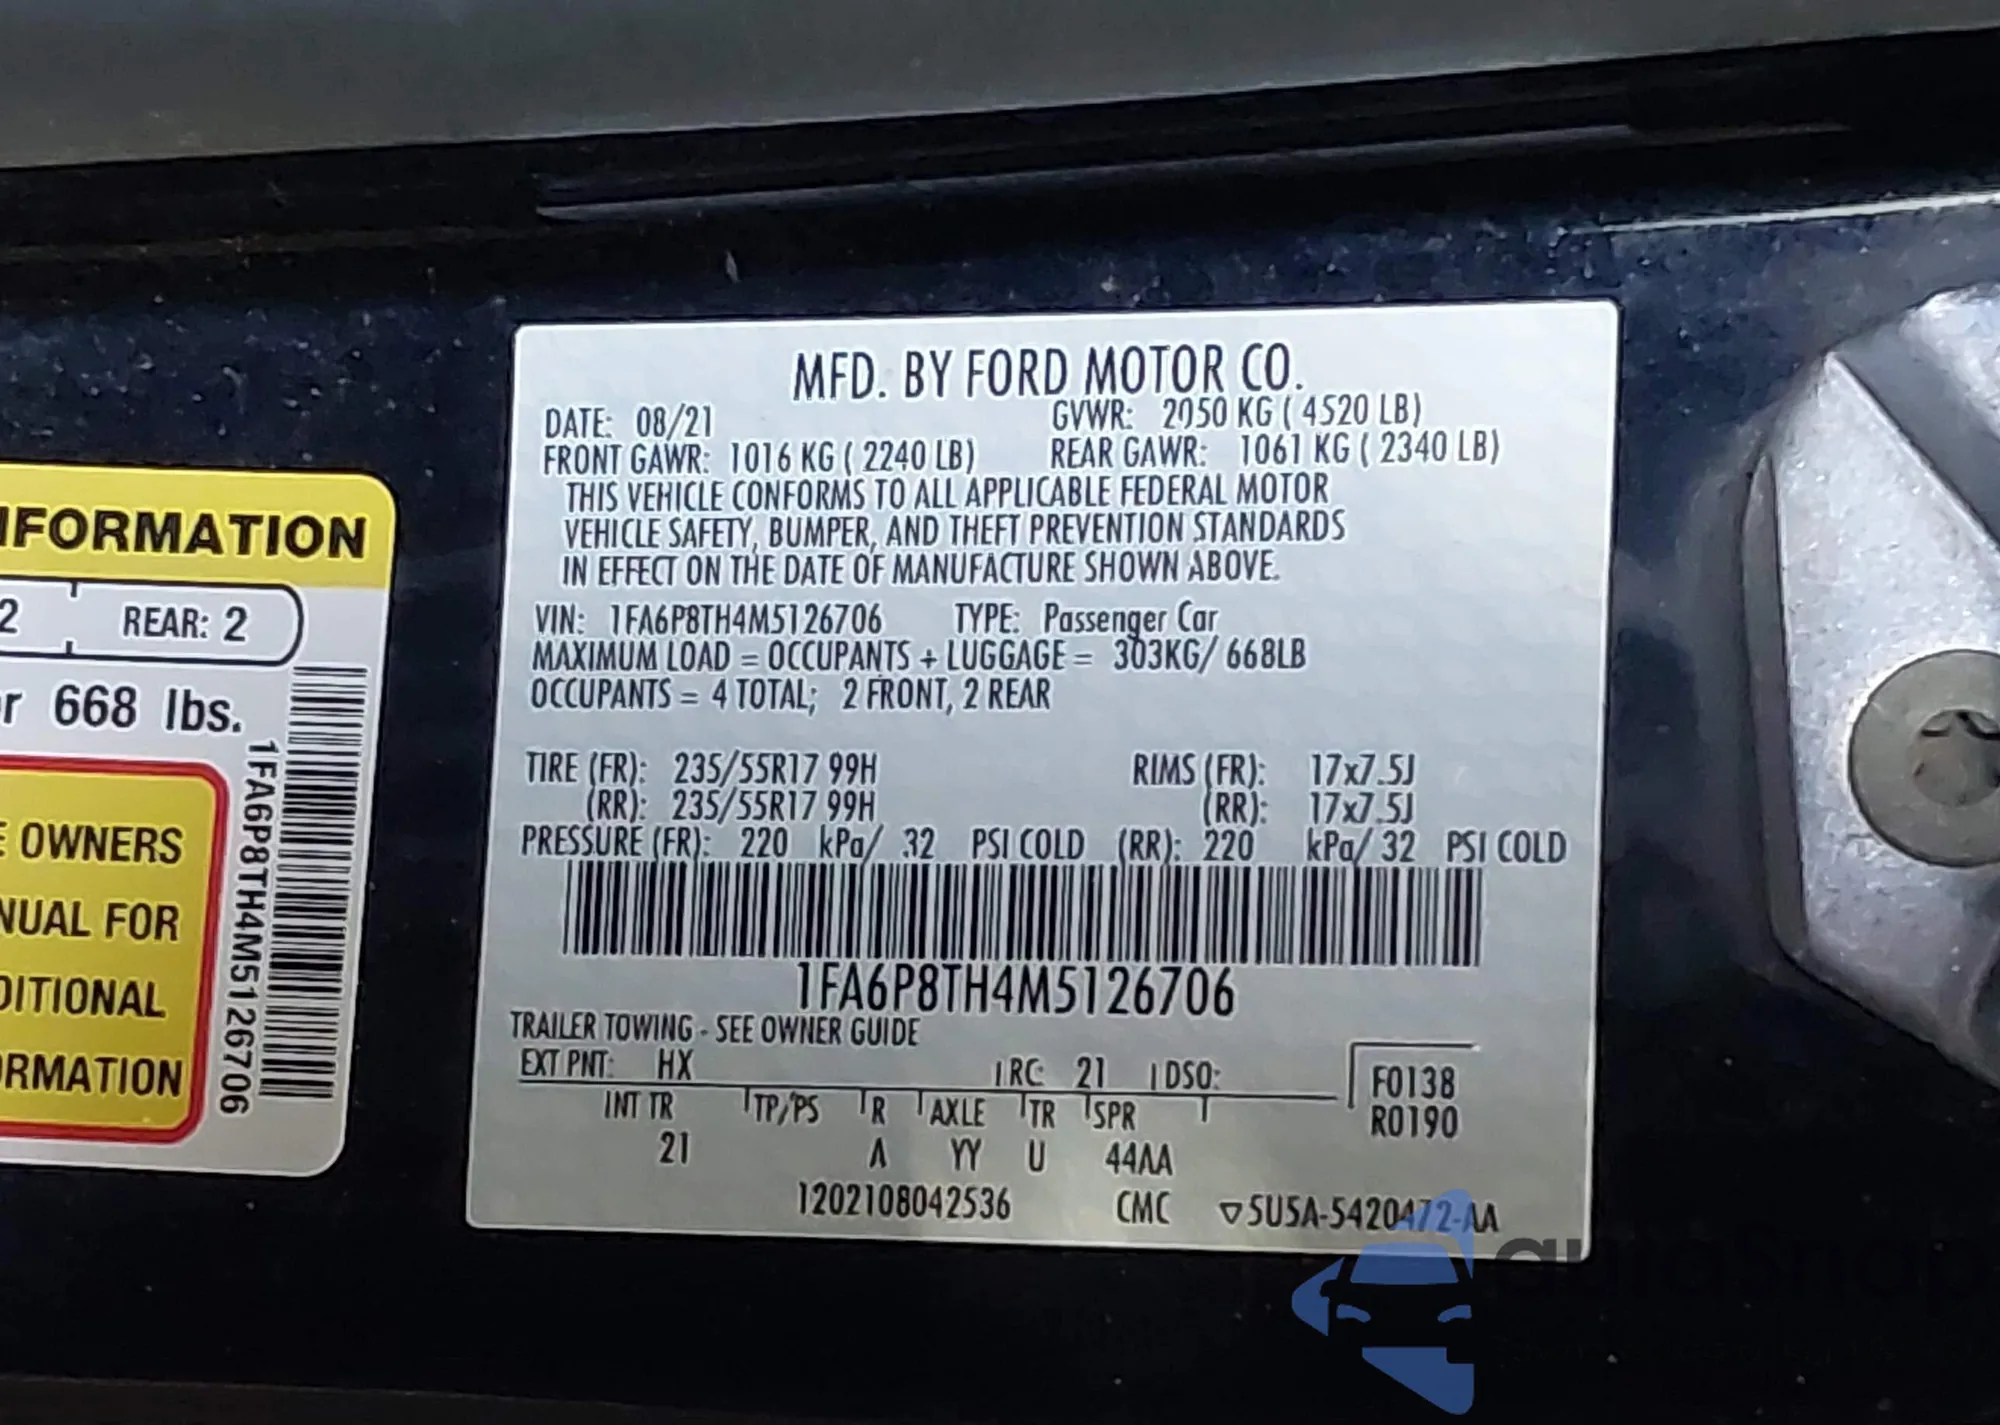 MFD. BY FORD MOTOR CO.
DATE: 08/21 GVWR: 2050 KG ( 4520 LB)
FRONT GAWR: 1016 KG ( 2240 LB) REAR GAWR: 1061 KG ( 2340 LB)
THIS VEHICLE CONFORMS TO ALL APPLICABLE FEDERAL MOTOR
VEHICLE SAFETY, BUMPER, AND THEFT PREVENTION STANDARDS
IN EFFECT ON THE DATE OF MANUFACTURE SHOWN ABOVE.
VIN: 1FA6P8TH4M5126706 TYPE: Passenger Car
MAXIMUM LOAD = OCCUPANTS + LUGGAGE = 303KG/ 668LB
OCCUPANTS = 4 TOTAL; 2 FRONT, 2 REAR
TIRE (FR): 235/55R17 99H RIMS (FR): 17x7.5J
(RR): 235/55R17 99H (RR): 17x7.5J
PRESSURE (FR): 220 kPa/ 32 PSI COLD (RR): 220 kPa/ 32 PSI COLD
1FA6P8TH4M5126706
TRAILER TOWING - SEE OWNER GUIDE
EXT PNT: HX RC: 21 DSO:
F0138
R0190
INT TR TP/PS R AXLE TR SPR
21 A YY U 44AA
1202108042536 CMC ▽5U5A-5420472-AA
NFORMATION
2 REAR: 2
r 668 lbs.
E OWNERS
NUAL FOR
DITIONAL
ORMATION
1FA6P8TH4M5126706